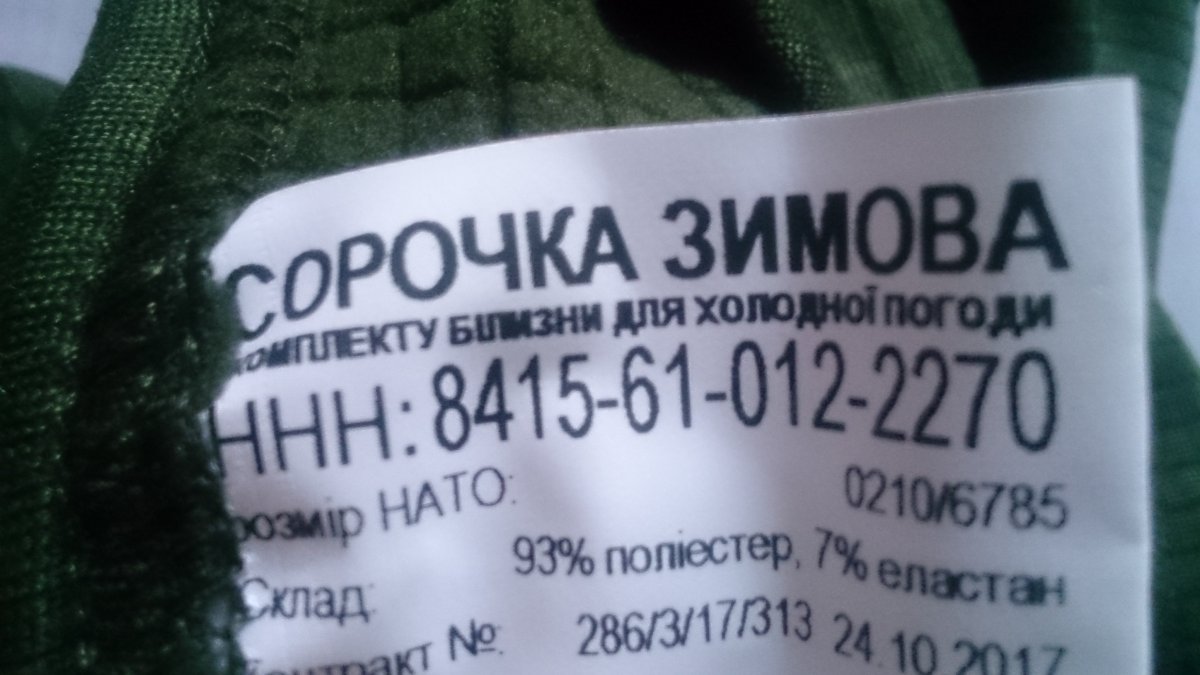 СОРОЧКА ЗИМОВА
КОМПЛЕКТУ БІЛИЗНИ ДЛЯ ХОЛОДНОЇ ПОГОДИ
ННН: 8415-61-012-2270
розмір НАТО: 0210/6785
Склад: 93% поліестер, 7% еластан
Контракт №: 286/3/17/313 24.10.2017